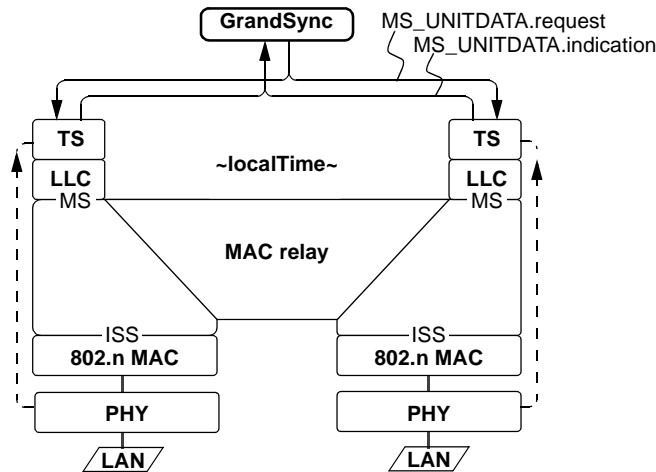 GrandSync
MS_UNITDATA.request
MS_UNITDATA.indication
TS
TS
~localTime~
LLC
LLC
MS
MS
MAC relay
ISS
ISS
802.n MAC
802.n MAC
PHY
PHY
LAN
LAN